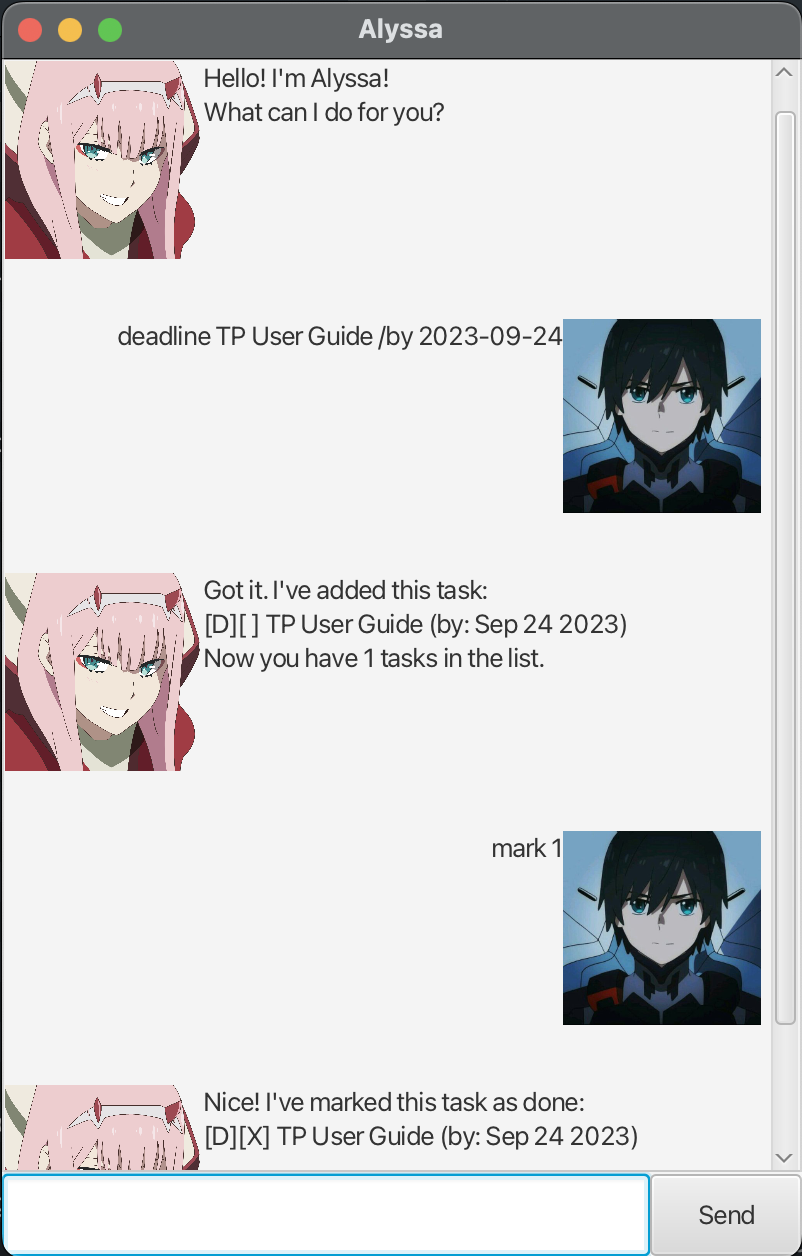 Alyssa
Hello! I'm Alyssa!
What can I do for you?
deadline TP User Guide /by 2023-09-24
Got it. I've added this task:
[D][ ] TP User Guide (by: Sep 24 2023)
Now you have 1 tasks in the list.
mark 1
Nice! I've marked this task as done:
[D][X] TP User Guide (by: Sep 24 2023)
Send